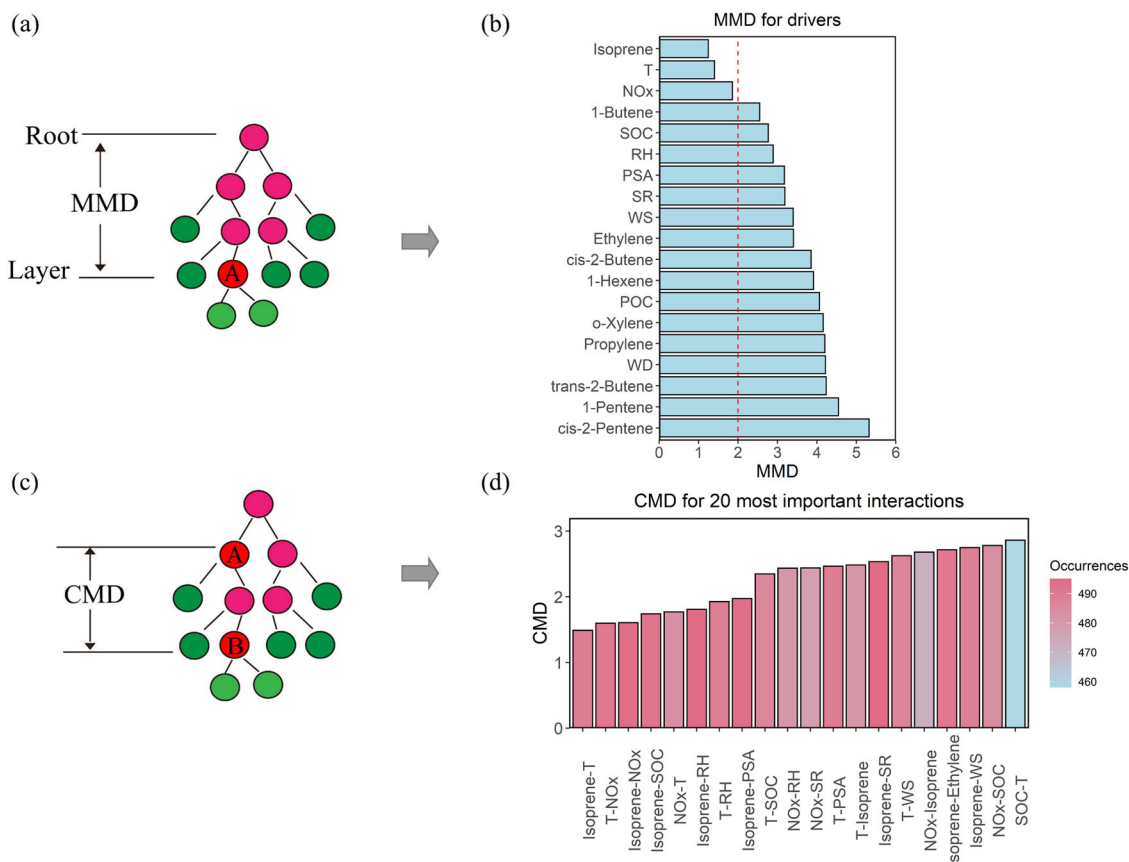 (a)
Root
MMD
Layer
A
(b)
MMD for drivers
Isoprene
T
NOx
1-Butene
SOC
RH
PSA
SR
WS
Ethylene
cis-2-Butene
1-Hexene
POC
o-Xylene
Propylene
WD
trans-2-Butene
1-Pentene
cis-2-Pentene
0 1 2 3 4 5 6
MMD
(c)
A
CMD
B
(d)
CMD for 20 most important interactions
3
2
1
0
CMD
Isoprene-T
T-NOx
Isoprene-NOx
Isoprene-SOC
NOx-T
Isoprene-RH
T-RH
Isoprene-PSA
T-SOC
NOx-RH
NOx-SR
T-PSA
T-Isoprene
Isoprene-SR
T-WS
NOx-Isoprene
soprene-Ethylene
Isoprene-WS
NOx-SOC
SOC-T
Occurrences
490
480
470
460